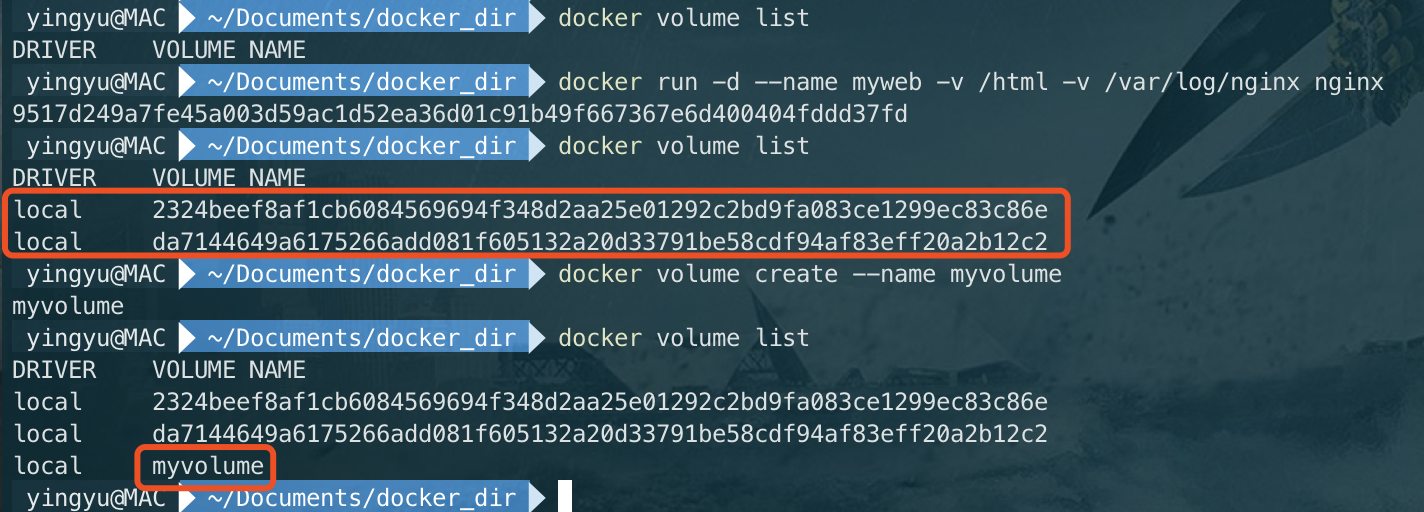 yingyu@MAC ~/Documents/docker_dir docker volume list
DRIVER VOLUME NAME
yingyu@MAC ~/Documents/docker_dir docker run -d --name myweb -v /html -v /var/log/nginx nginx
9517d249a7fe45a003d59ac1d52ea36d01c91b49f667367e6d400404fddd37fd
yingyu@MAC ~/Documents/docker_dir docker volume list
DRIVER VOLUME NAME
local 2324beef8af1cb6084569694f348d2aa25e01292c2bd9fa083ce1299ec83c86e
local da7144649a6175266add081f605132a20d33791be58cdf94af83eff20a2b12c2
yingyu@MAC ~/Documents/docker_dir docker volume create --name myvolume
myvolume
yingyu@MAC ~/Documents/docker_dir docker volume list
DRIVER VOLUME NAME
local 2324beef8af1cb6084569694f348d2aa25e01292c2bd9fa083ce1299ec83c86e
local da7144649a6175266add081f605132a20d33791be58cdf94af83eff20a2b12c2
local myvolume
yingyu@MAC ~/Documents/docker_dir